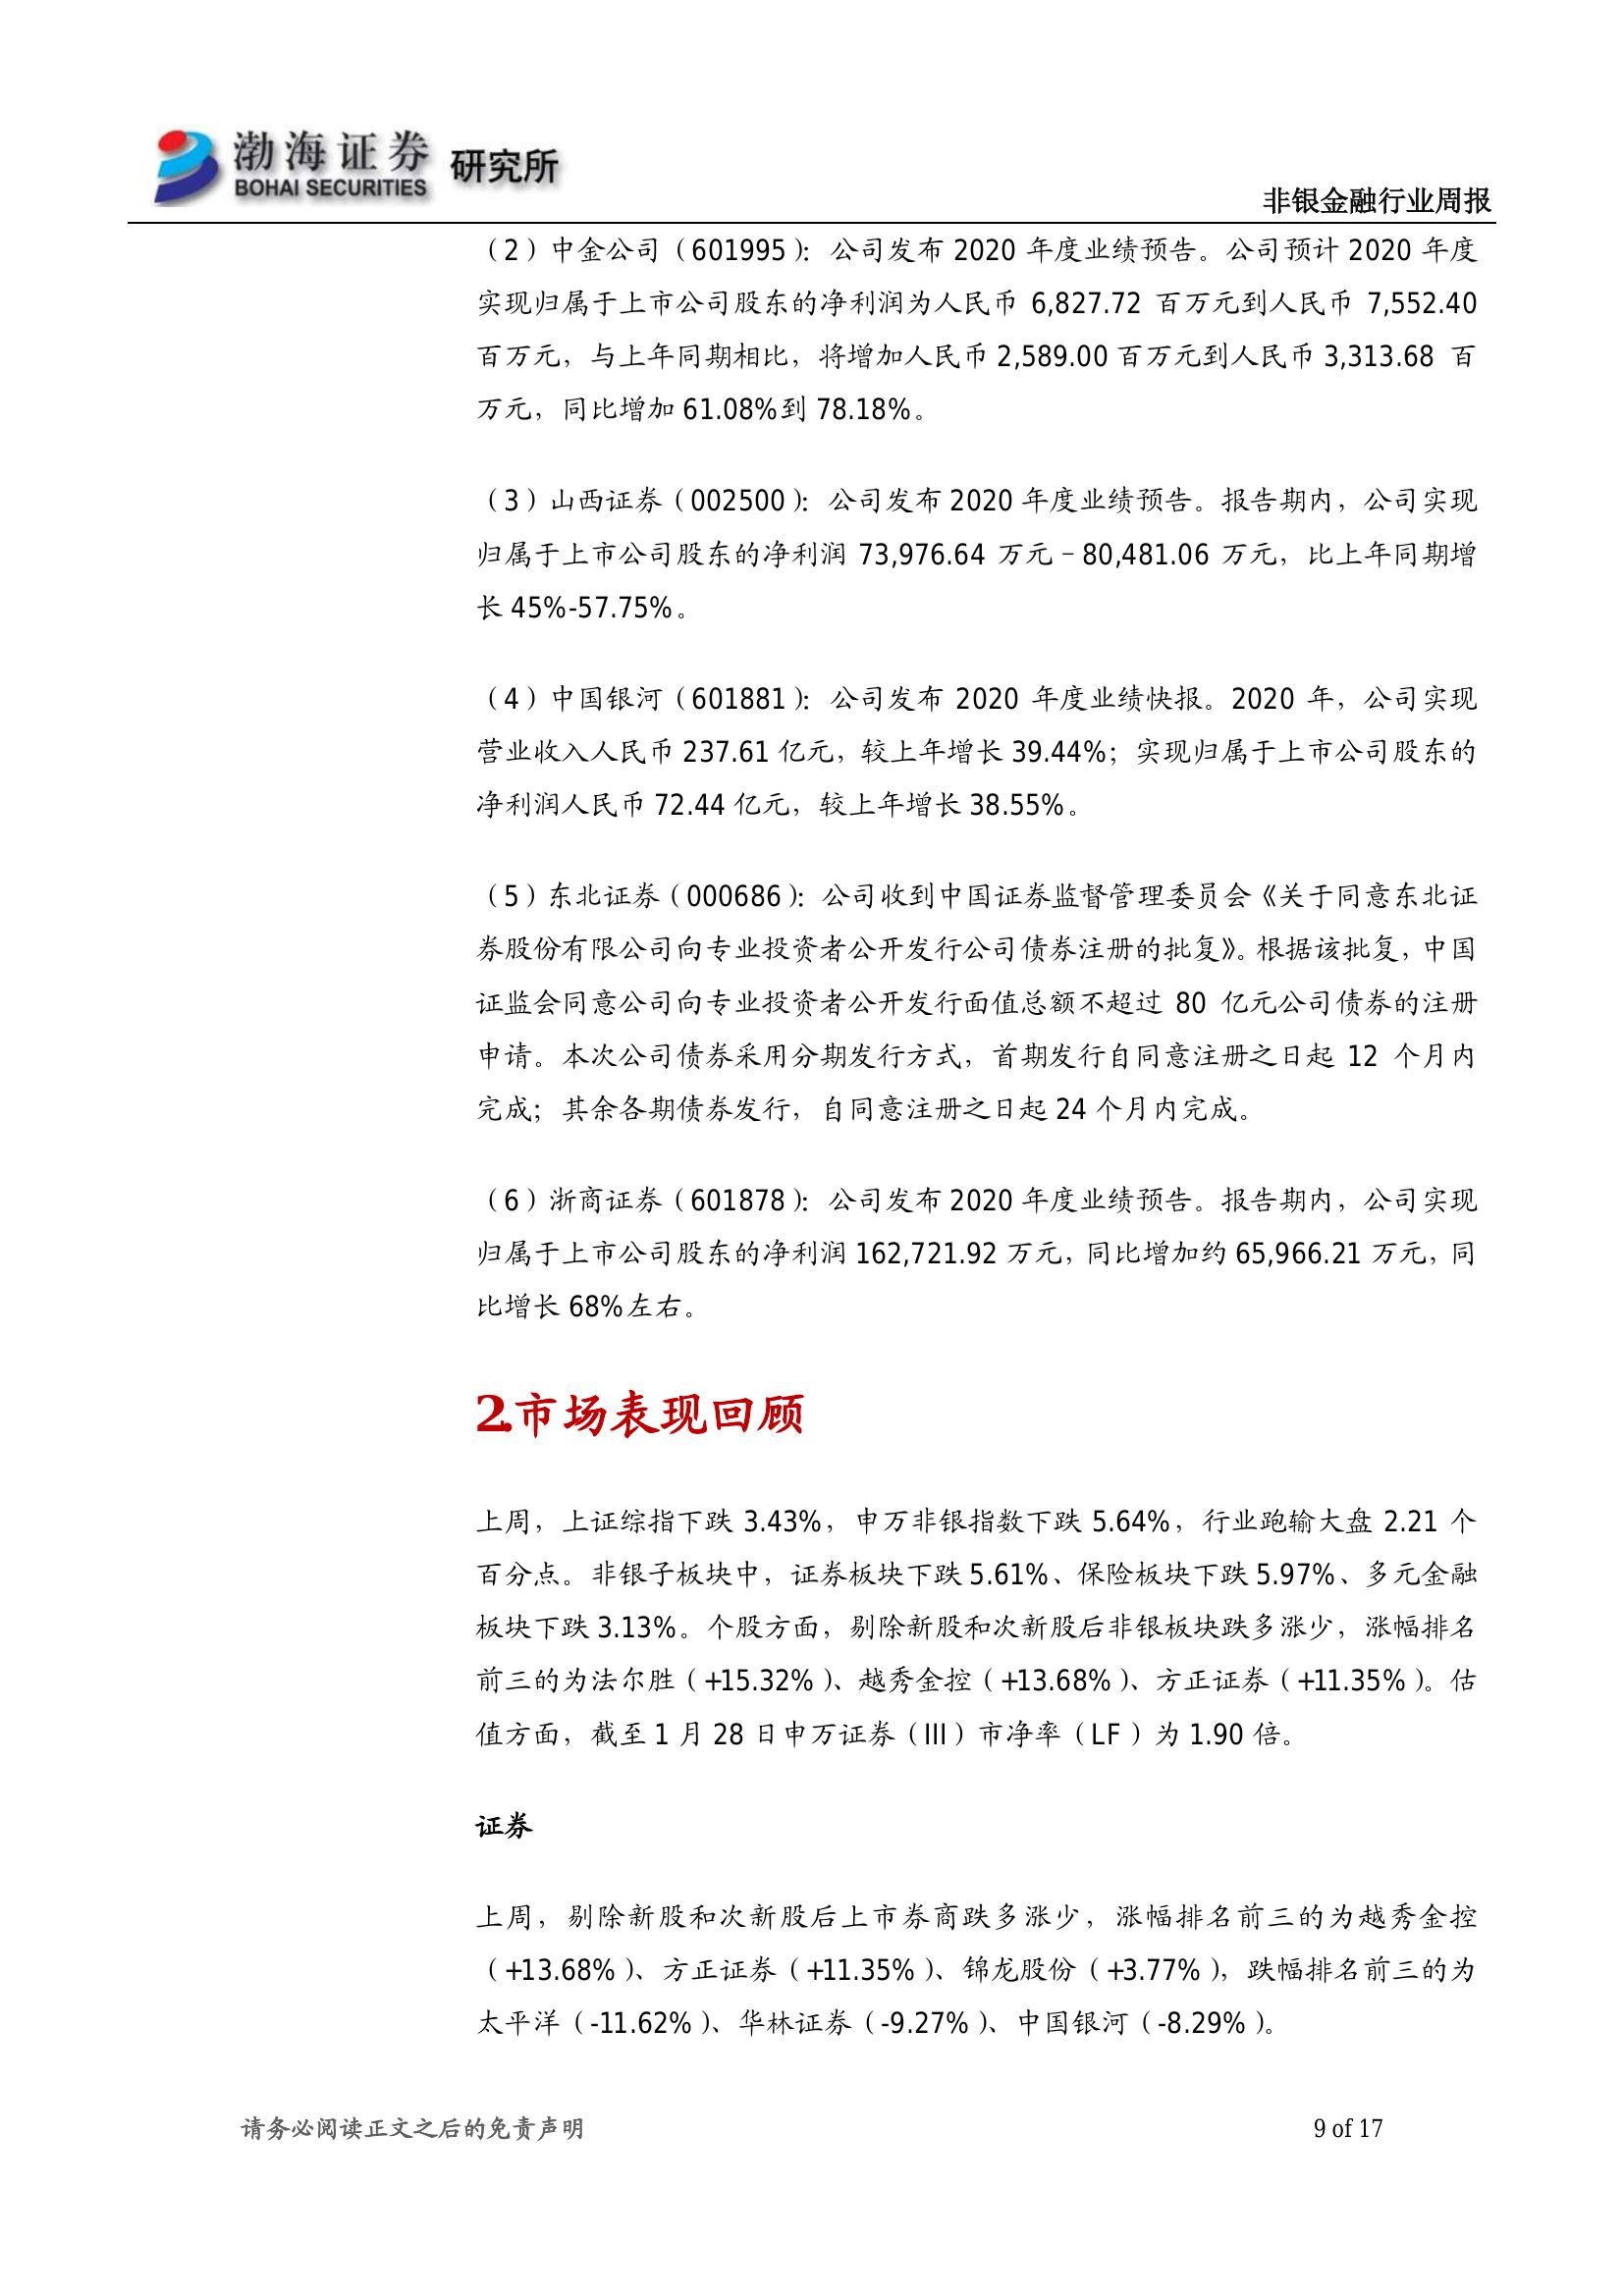 渤海证券 研究所
BOHAI SECURITIES
非银金融行业周报
（2）中金公司（601995）：公司发布 2020 年度业绩预告。公司预计 2020 年度
实现归属于上市公司股东的净利润为人民币 6,827.72 百万元到人民币 7,552.40
百万元，与上年同期相比，将增加人民币 2,589.00 百万元到人民币 3,313.68 百
万元，同比增加 61.08%到 78.18%。
（3）山西证券（002500）：公司发布 2020 年度业绩预告。报告期内，公司实现
归属于上市公司股东的净利润 73,976.64 万元–80,481.06 万元，比上年同期增
长 45%-57.75%。
（4）中国银河（601881）：公司发布 2020 年度业绩快报。2020 年，公司实现
营业收入人民币 237.61 亿元，较上年增长 39.44%；实现归属于上市公司股东的
净利润人民币 72.44 亿元，较上年增长 38.55%。
（5）东北证券（000686）：公司收到中国证券监督管理委员会《关于同意东北证
券股份有限公司向专业投资者公开发行公司债券注册的批复》。根据该批复，中国
证监会同意公司向专业投资者公开发行面值总额不超过 80 亿元公司债券的注册
申请。本次公司债券采用分期发行方式，首期发行自同意注册之日起 12 个月内
完成；其余各期债券发行，自同意注册之日起 24 个月内完成。
（6）浙商证券（601878）：公司发布 2020 年度业绩预告。报告期内，公司实现
归属于上市公司股东的净利润 162,721.92 万元，同比增加约 65,966.21 万元，同
比增长 68%左右。
2.市场表现回顾
上周，上证综指下跌 3.43%，申万非银指数下跌 5.64%，行业跑输大盘 2.21 个
百分点。非银子板块中，证券板块下跌 5.61%、保险板块下跌 5.97%、多元金融
板块下跌 3.13%。个股方面，剔除新股和次新股后非银板块跌多涨少，涨幅排名
前三的为法尔胜（+15.32%）、越秀金控（+13.68%）、方正证券（+11.35%）。估
值方面，截至 1 月 28 日申万证券（III）市净率（LF）为 1.90 倍。
证券
上周，剔除新股和次新股后上市券商跌多涨少，涨幅排名前三的为越秀金控
（+13.68%）、方正证券（+11.35%）、锦龙股份（+3.77%），跌幅排名前三的为
太平洋（-11.62%）、华林证券（-9.27%）、中国银河（-8.29%）。
请务必阅读正文之后的免责声明
9 of 17